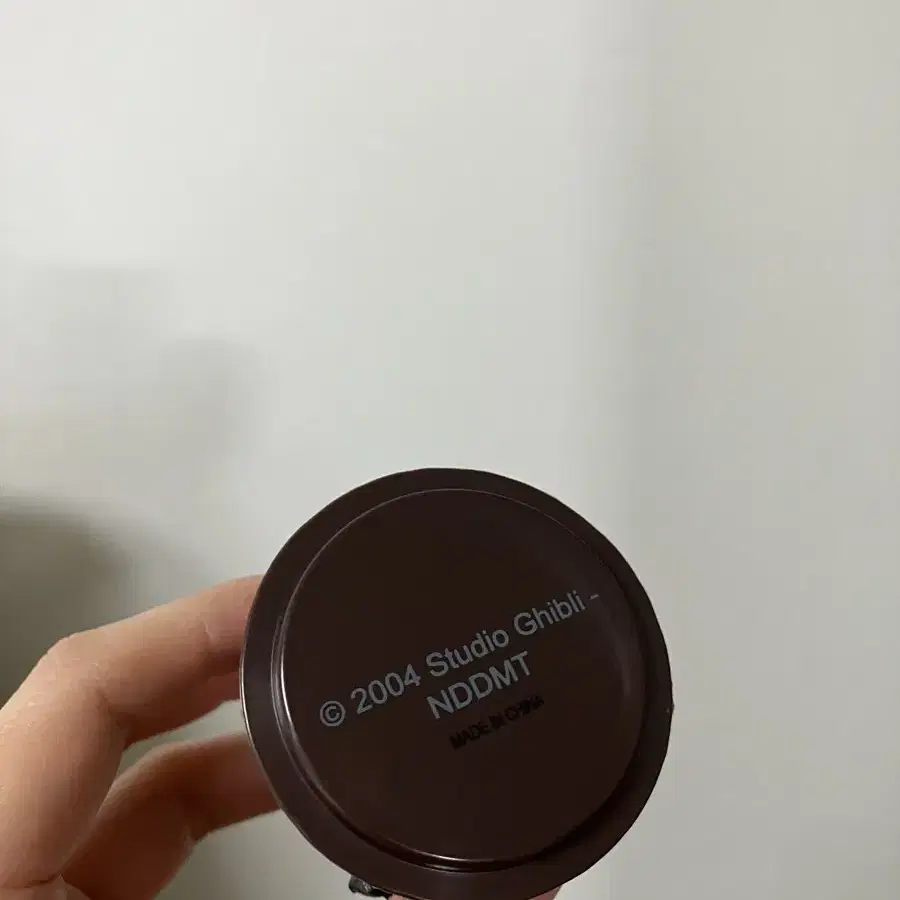 © 2004 Studio Ghibli -
NDDMT
MADE IN CHINA